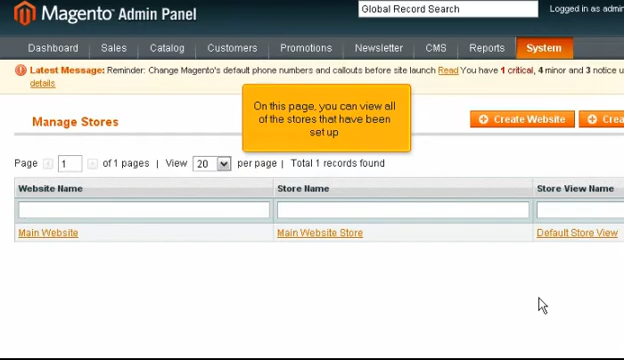 Magento™ Admin Panel
Global Record Search
Logged in as admin
Dashboard Sales Catalog Customers Promotions Newsletter CMS Reports System
Latest Message: Reminder: Change Magento's default phone numbers and callouts before site launch Read You have 1 critical, 4 minor and 3 notice
details
On this page, you can view all
of the stores that have been
set up
Manage Stores
Create Website
Page 1 of 1 pages | View 20 per page | Total 1 records found
Website Name Store Name Store View Name
Main Website Main Website Store Default Store View